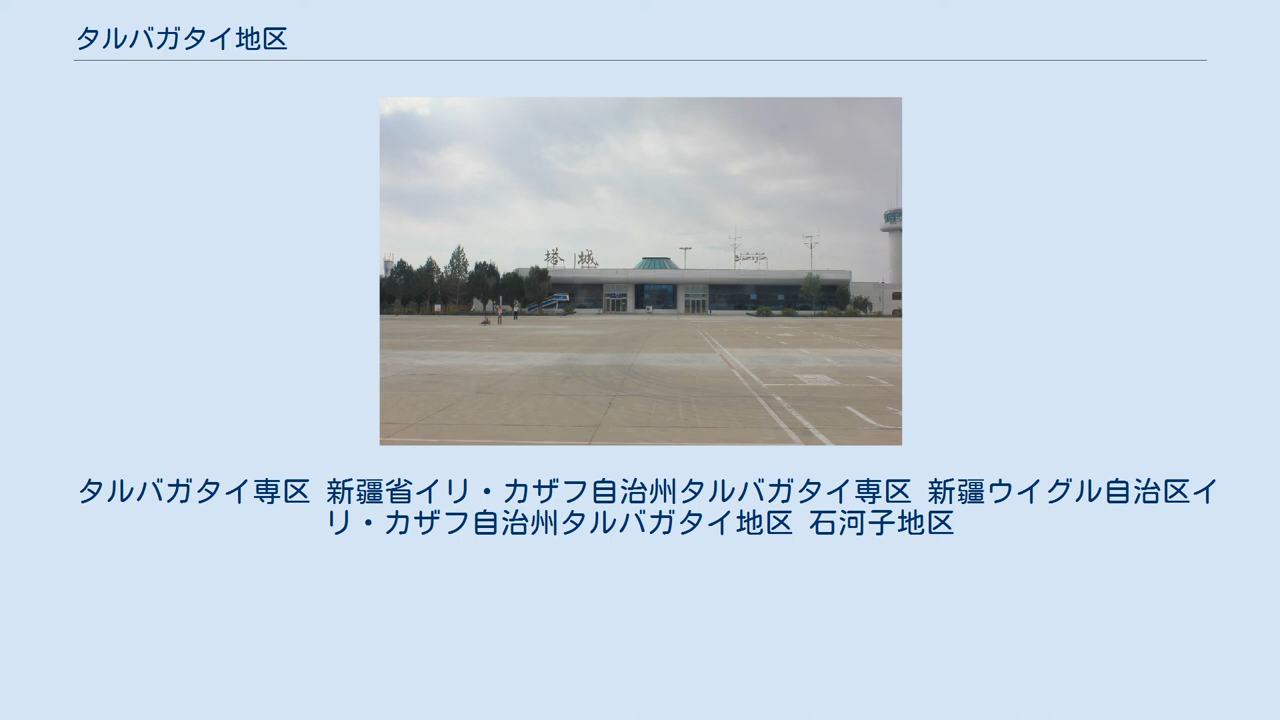 タルバガタイ地区
塔城
タルバガタイ専区 新疆省イリ・カザフ自治州タルバガタイ専区 新疆ウイグル自治区イ
リ・カザフ自治州タルバガタイ地区 石河子地区